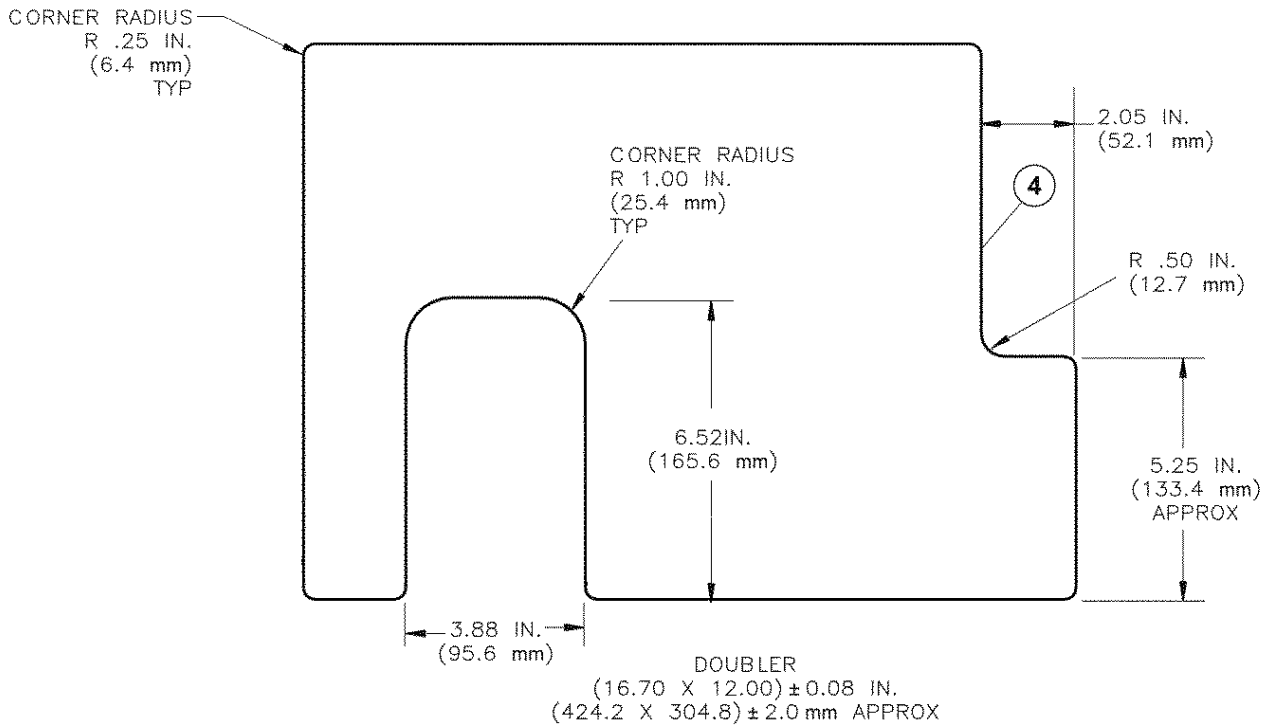 CORNER RADIUS
R .25 IN.
(6.4 mm)
TYP
2.05 IN.
(52.1 mm)
CORNER RADIUS
R 1.00 IN.
(25.4 mm)
TYP
4
R .50 IN.
(12.7 mm)
6.52IN.
(165.6 mm)
5.25 IN.
(133.4 mm)
APPROX
3.88 IN.
(95.6 mm)
DOUBLER
(16.70 X 12.00) ± 0.08 IN.
(424.2 X 304.8) ± 2.0 mm APPROX